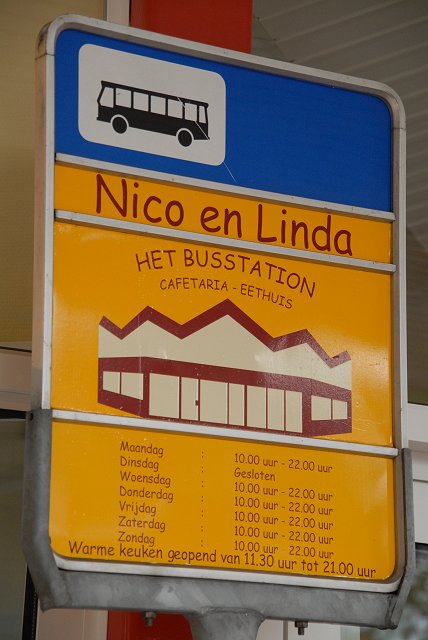 Nico en Linda
HET BUSSTATION
CAFETARIA - EETHUIS
Maandag : 10.00 uur - 22.00 uur
Dinsdag : Gesloten
Woensdag : 10.00 uur - 22.00 uur
Donderdag : 10.00 uur - 22.00 uur
Vrijdag : 10.00 uur - 22.00 uur
Zaterdag : 10.00 uur - 22.00 uur
Zondag : 10.00 uur - 22.00 uur
Warme keuken geopend van 11.30 uur tot 21.00 uur